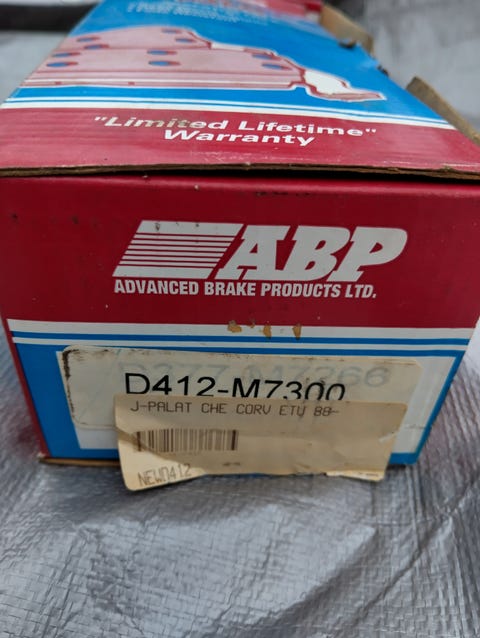 "Limited Lifetime"
Warranty
ABP
ADVANCED BRAKE PRODUCTS LTD.
D412-M7300
J-PALAT CHE CORV ETU 88-
NEWD412